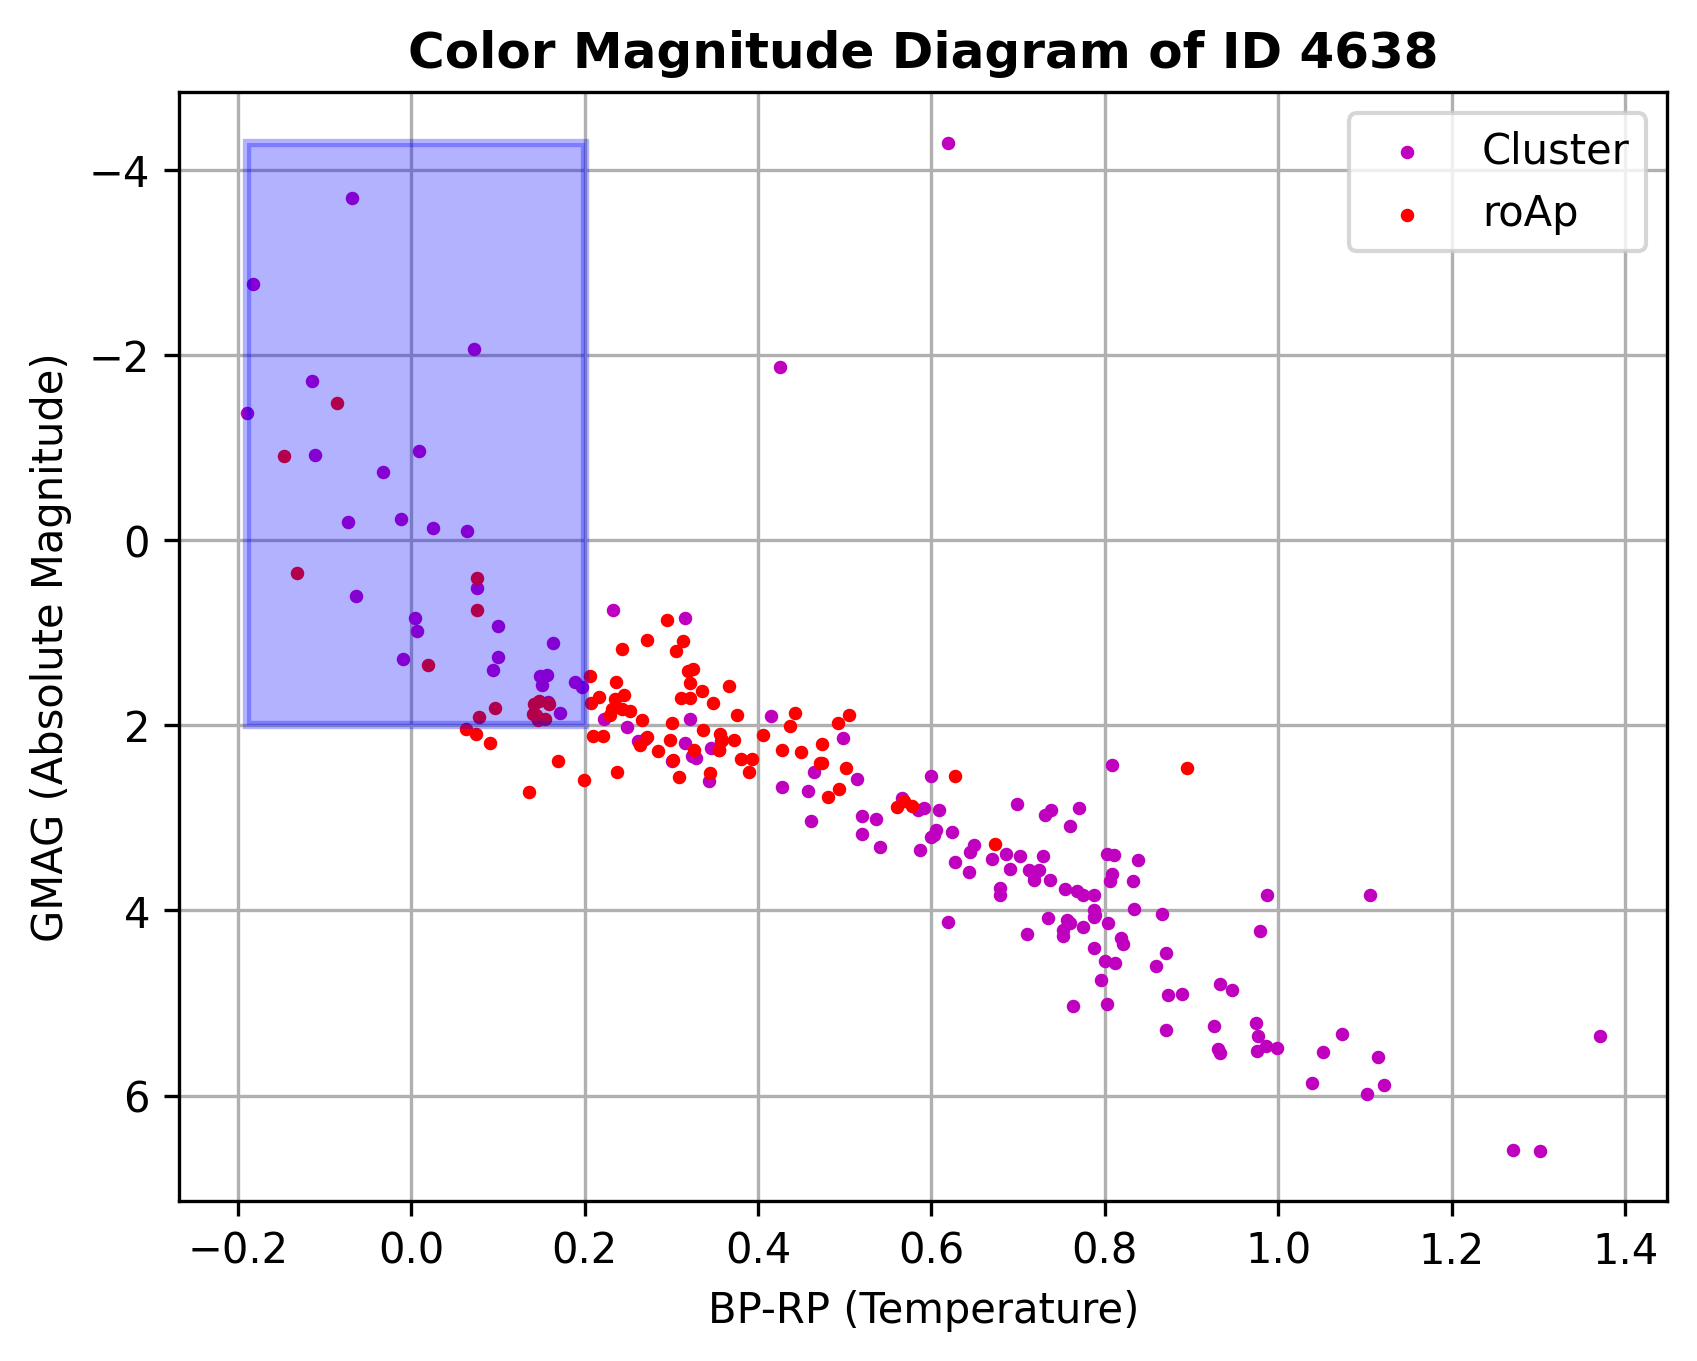 Color Magnitude Diagram of ID 4638
Cluster
roAp
GMAG (Absolute Magnitude)
−4
−2
0
2
4
6
−0.2 0.0 0.2 0.4 0.6 0.8 1.0 1.2 1.4
BP-RP (Temperature)